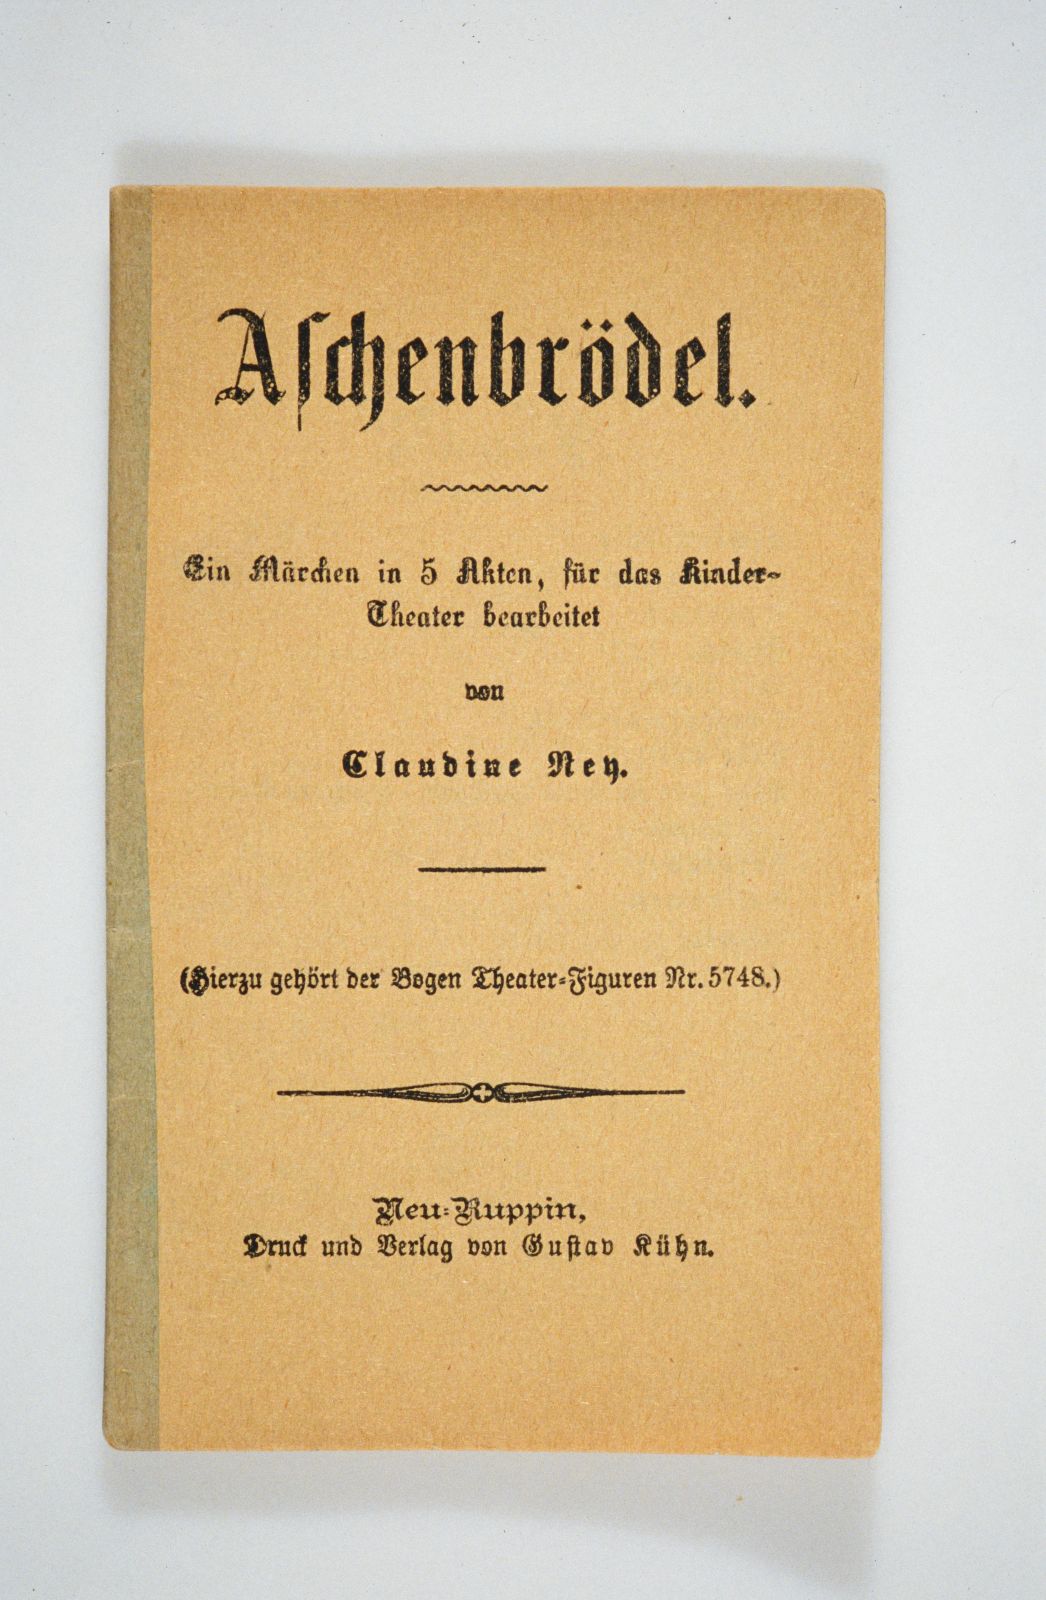 Aſchenbrödel.
Ein Märchen in 5 Akten, für das Kinder-
Theater bearbeitet
von
Claudine Ney.
(Hierzu gehört der Bogen Theater-Figuren Nr. 5748.)
Neu-Ruppin,
Druck und Verlag von Guſtav Kühn.